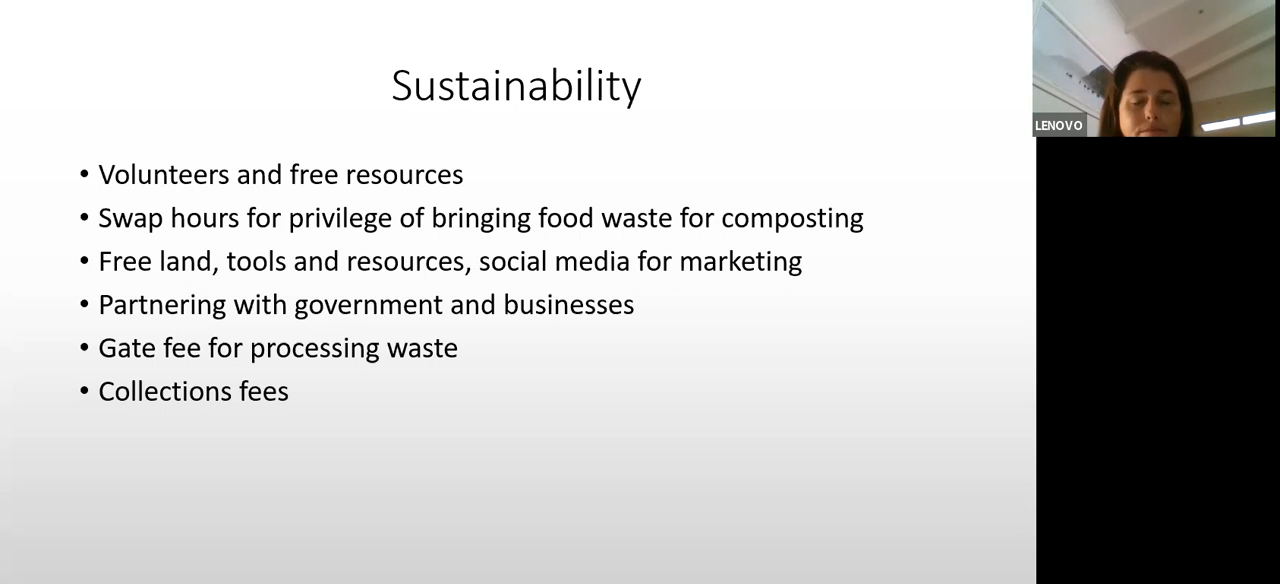 Sustainability
• Volunteers and free resources
• Swap hours for privilege of bringing food waste for composting
• Free land, tools and resources, social media for marketing
• Partnering with government and businesses
• Gate fee for processing waste
• Collections fees
LENOVO